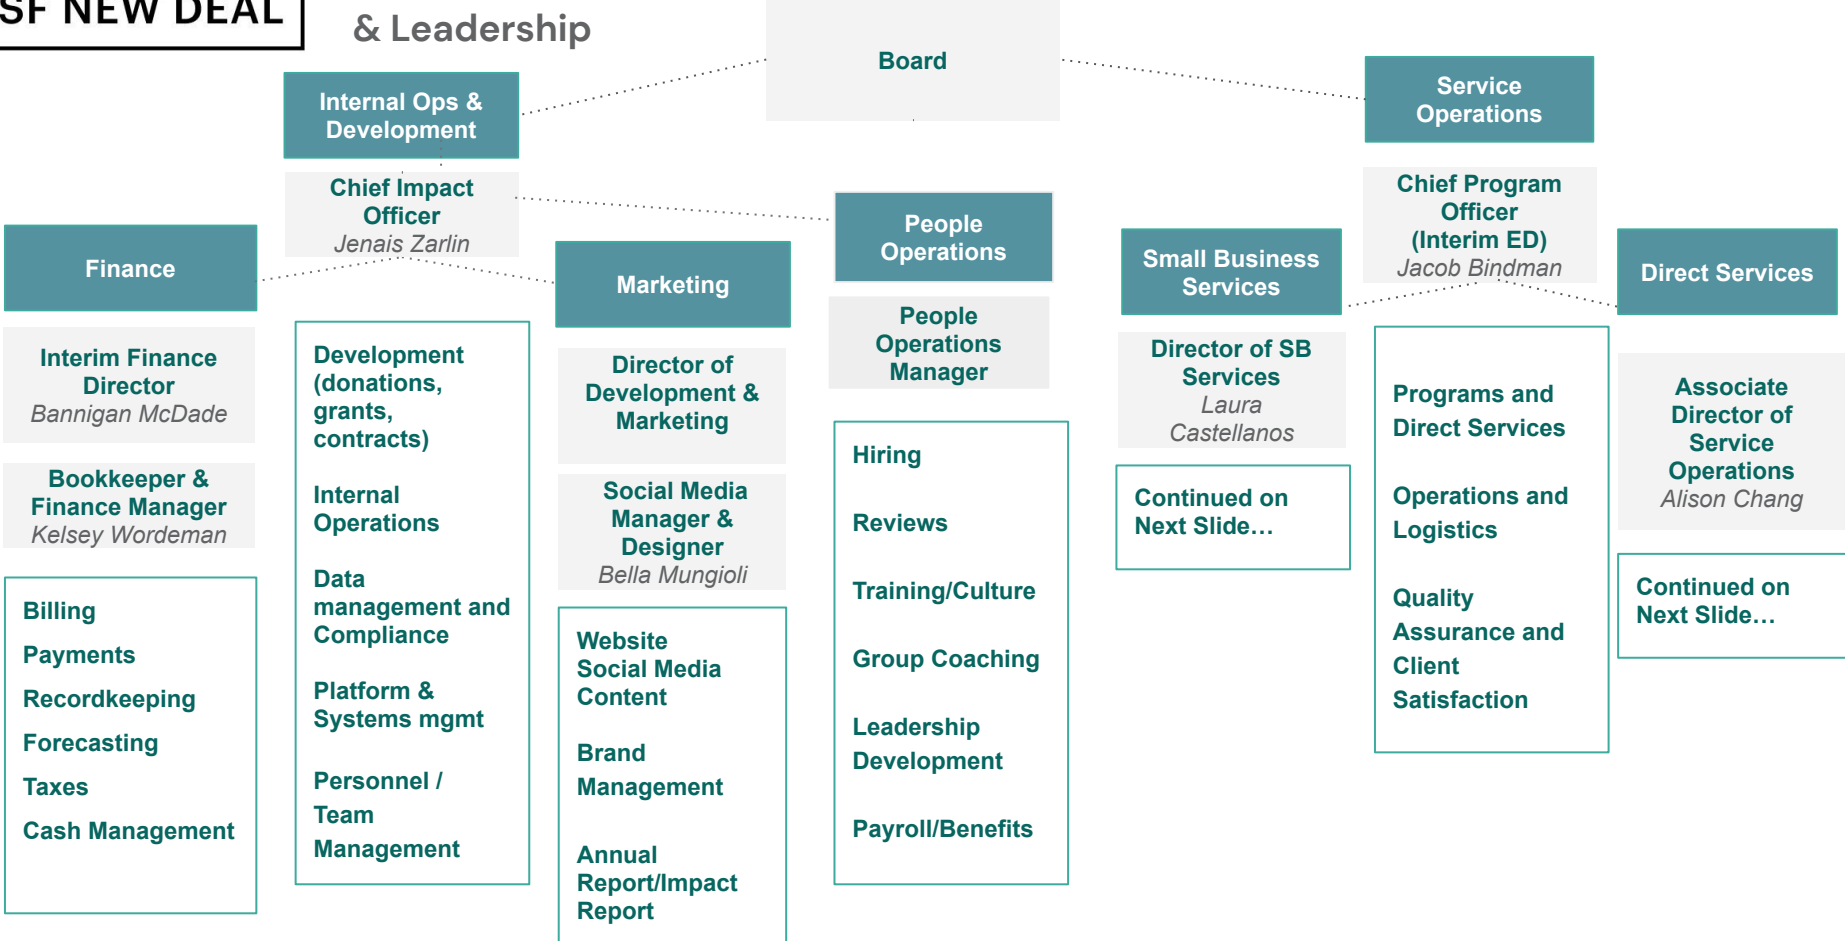 SF NEW DEAL
& Leadership
Board
Internal Ops &
Development
Chief Impact
Officer
Jenais Zarlin
Service
Operations
Chief Program
Officer
(Interim ED)
Jacob Bindman
Finance
Interim Finance
Director
Bannigan McDade
Bookkeeper &
Finance Manager
Kelsey Wordeman
Billing
Payments
Recordkeeping
Forecasting
Taxes
Cash Management
Development
(donations,
grants,
contracts)
Internal
Operations
Data
management and
Compliance
Platform &
Systems mgmt
Personnel /
Team
Management
Marketing
Director of
Development &
Marketing
Social Media
Manager &
Designer
Bella Mungioli
Website
Social Media
Content
Brand
Management
Annual
Report/Impact
Report
People
Operations
People
Operations
Manager
Hiring
Reviews
Training/Culture
Group Coaching
Leadership
Development
Payroll/Benefits
Small Business
Services
Director of SB
Services
Laura
Castellanos
Continued on
Next Slide…
Programs and
Direct Services
Operations and
Logistics
Quality
Assurance and
Client
Satisfaction
Direct Services
Associate
Director of
Service
Operations
Alison Chang
Continued on
Next Slide…